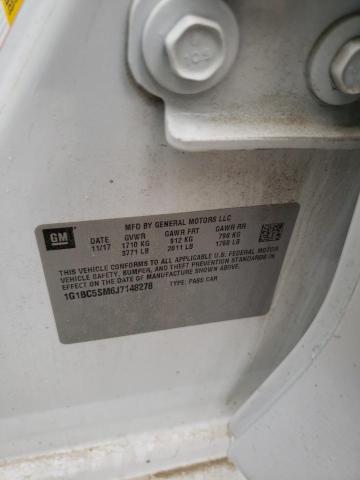 MFD BY GENERAL MOTORS LLC
GM
DATE GVWR GAWR FRT GAWR RR
11/17 1710 KG 912 KG 798 KG
3771 LB 2011 LB 1760 LB
THIS VEHICLE CONFORMS TO ALL APPLICABLE U.S. FEDERAL MOTOR
VEHICLE SAFETY, BUMPER, AND THEFT PREVENTION STANDARDS
IN EFFECT ON THE DATE OF MANUFACTURE SHOWN ABOVE.
1G1BC5SM6J7148278 TYPE: PASS CAR